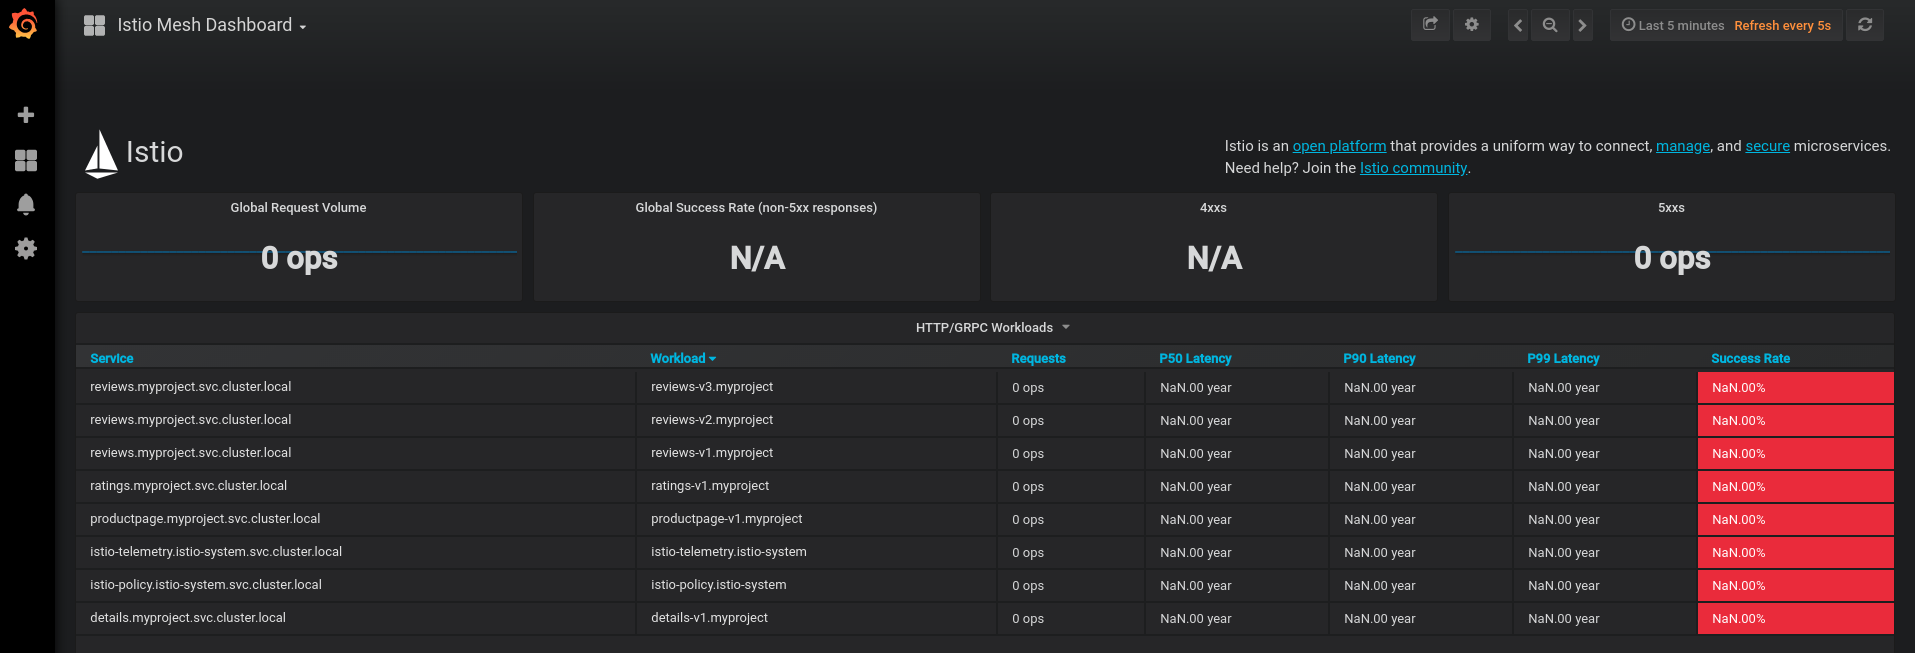 Istio Mesh Dashboard
Last 5 minutes Refresh every 5s
Istio
Istio is an open platform that provides a uniform way to connect, manage, and secure microservices.
Need help? Join the Istio community.
Global Request Volume
0 ops
Global Success Rate (non-5xx responses)
N/A
4xxs
N/A
5xxs
0 ops
HTTP/GRPC Workloads
Service Workload Requests P50 Latency P90 Latency P99 Latency Success Rate
reviews.myproject.svc.cluster.local reviews-v3.myproject 0 ops NaN.00 year NaN.00 year NaN.00 year NaN.00%
reviews.myproject.svc.cluster.local reviews-v2.myproject 0 ops NaN.00 year NaN.00 year NaN.00 year NaN.00%
reviews.myproject.svc.cluster.local reviews-v1.myproject 0 ops NaN.00 year NaN.00 year NaN.00 year NaN.00%
ratings.myproject.svc.cluster.local ratings-v1.myproject 0 ops NaN.00 year NaN.00 year NaN.00 year NaN.00%
productpage.myproject.svc.cluster.local productpage-v1.myproject 0 ops NaN.00 year NaN.00 year NaN.00 year NaN.00%
istio-telemetry.istio-system.svc.cluster.local istio-telemetry.istio-system 0 ops NaN.00 year NaN.00 year NaN.00 year NaN.00%
istio-policy.istio-system.svc.cluster.local istio-policy.istio-system 0 ops NaN.00 year NaN.00 year NaN.00 year NaN.00%
details.myproject.svc.cluster.local details-v1.myproject 0 ops NaN.00 year NaN.00 year NaN.00 year NaN.00%